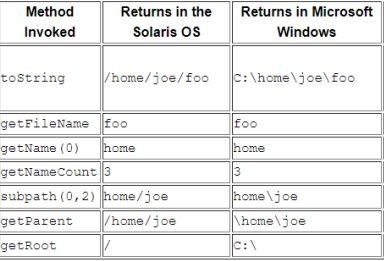 Method Invoked Returns in the Solaris OS Returns in Microsoft Windows
toString /home/joe/foo C:\home\joe\foo
getFileName foo foo
getName(0) home home
getNameCount 3 3
subpath(0,2) home/joe home\joe
getParent /home/joe \home\joe
getRoot / C:\